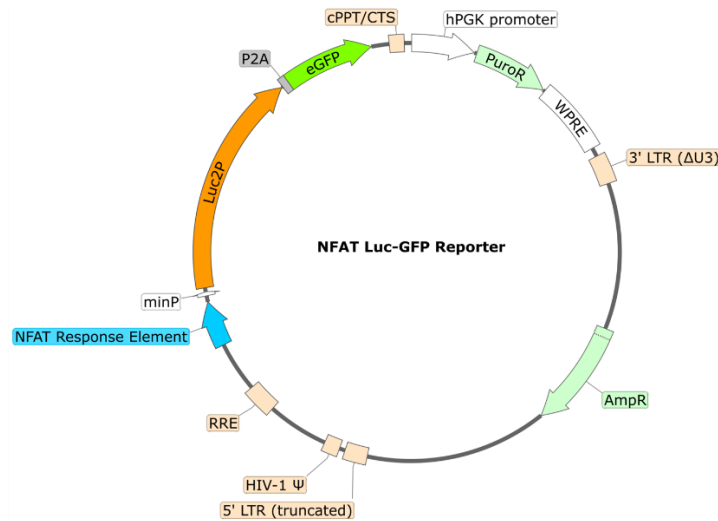 cPPT/CTS
hPGK promoter
P2A
eGFP
PuroR
WPRE
3' LTR (ΔU3)
Luc2P
NFAT Luc-GFP Reporter
minP
NFAT Response Element
AmpR
RRE
HIV-1 Ψ
5' LTR (truncated)